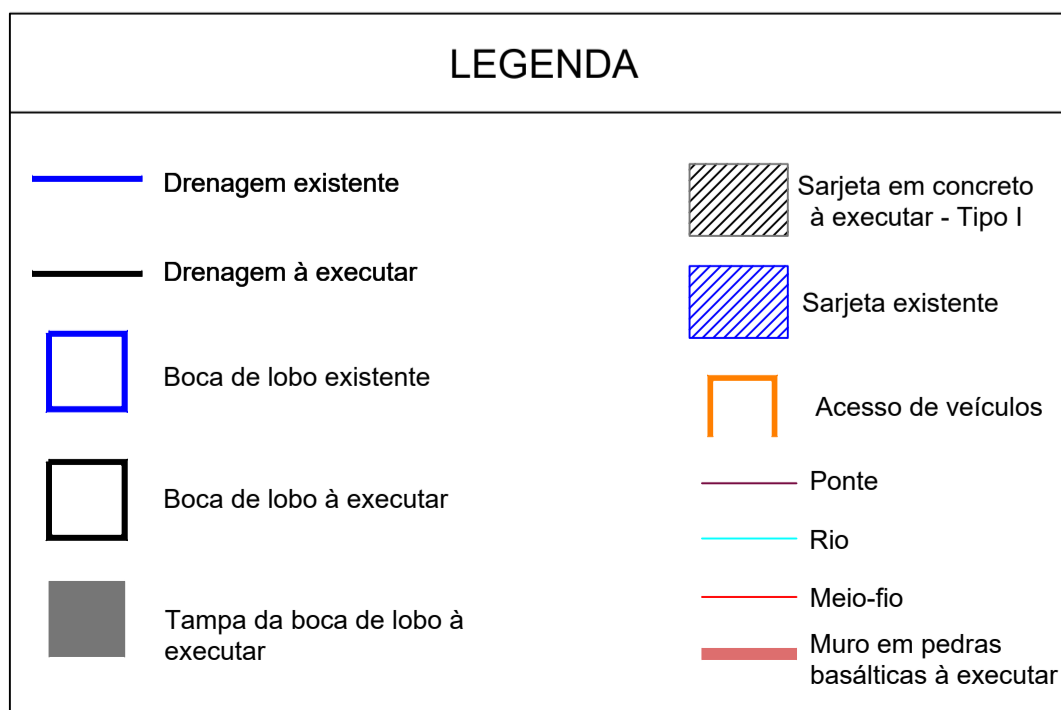 LEGENDA
Drenagem existente
Drenagem à executar
Boca de lobo existente
Boca de lobo à executar
Tampa da boca de lobo à
executar
Sarjeta em concreto
à executar - Tipo I
Sarjeta existente
Acesso de veículos
Ponte
Rio
Meio-fio
Muro em pedras
basálticas à executar